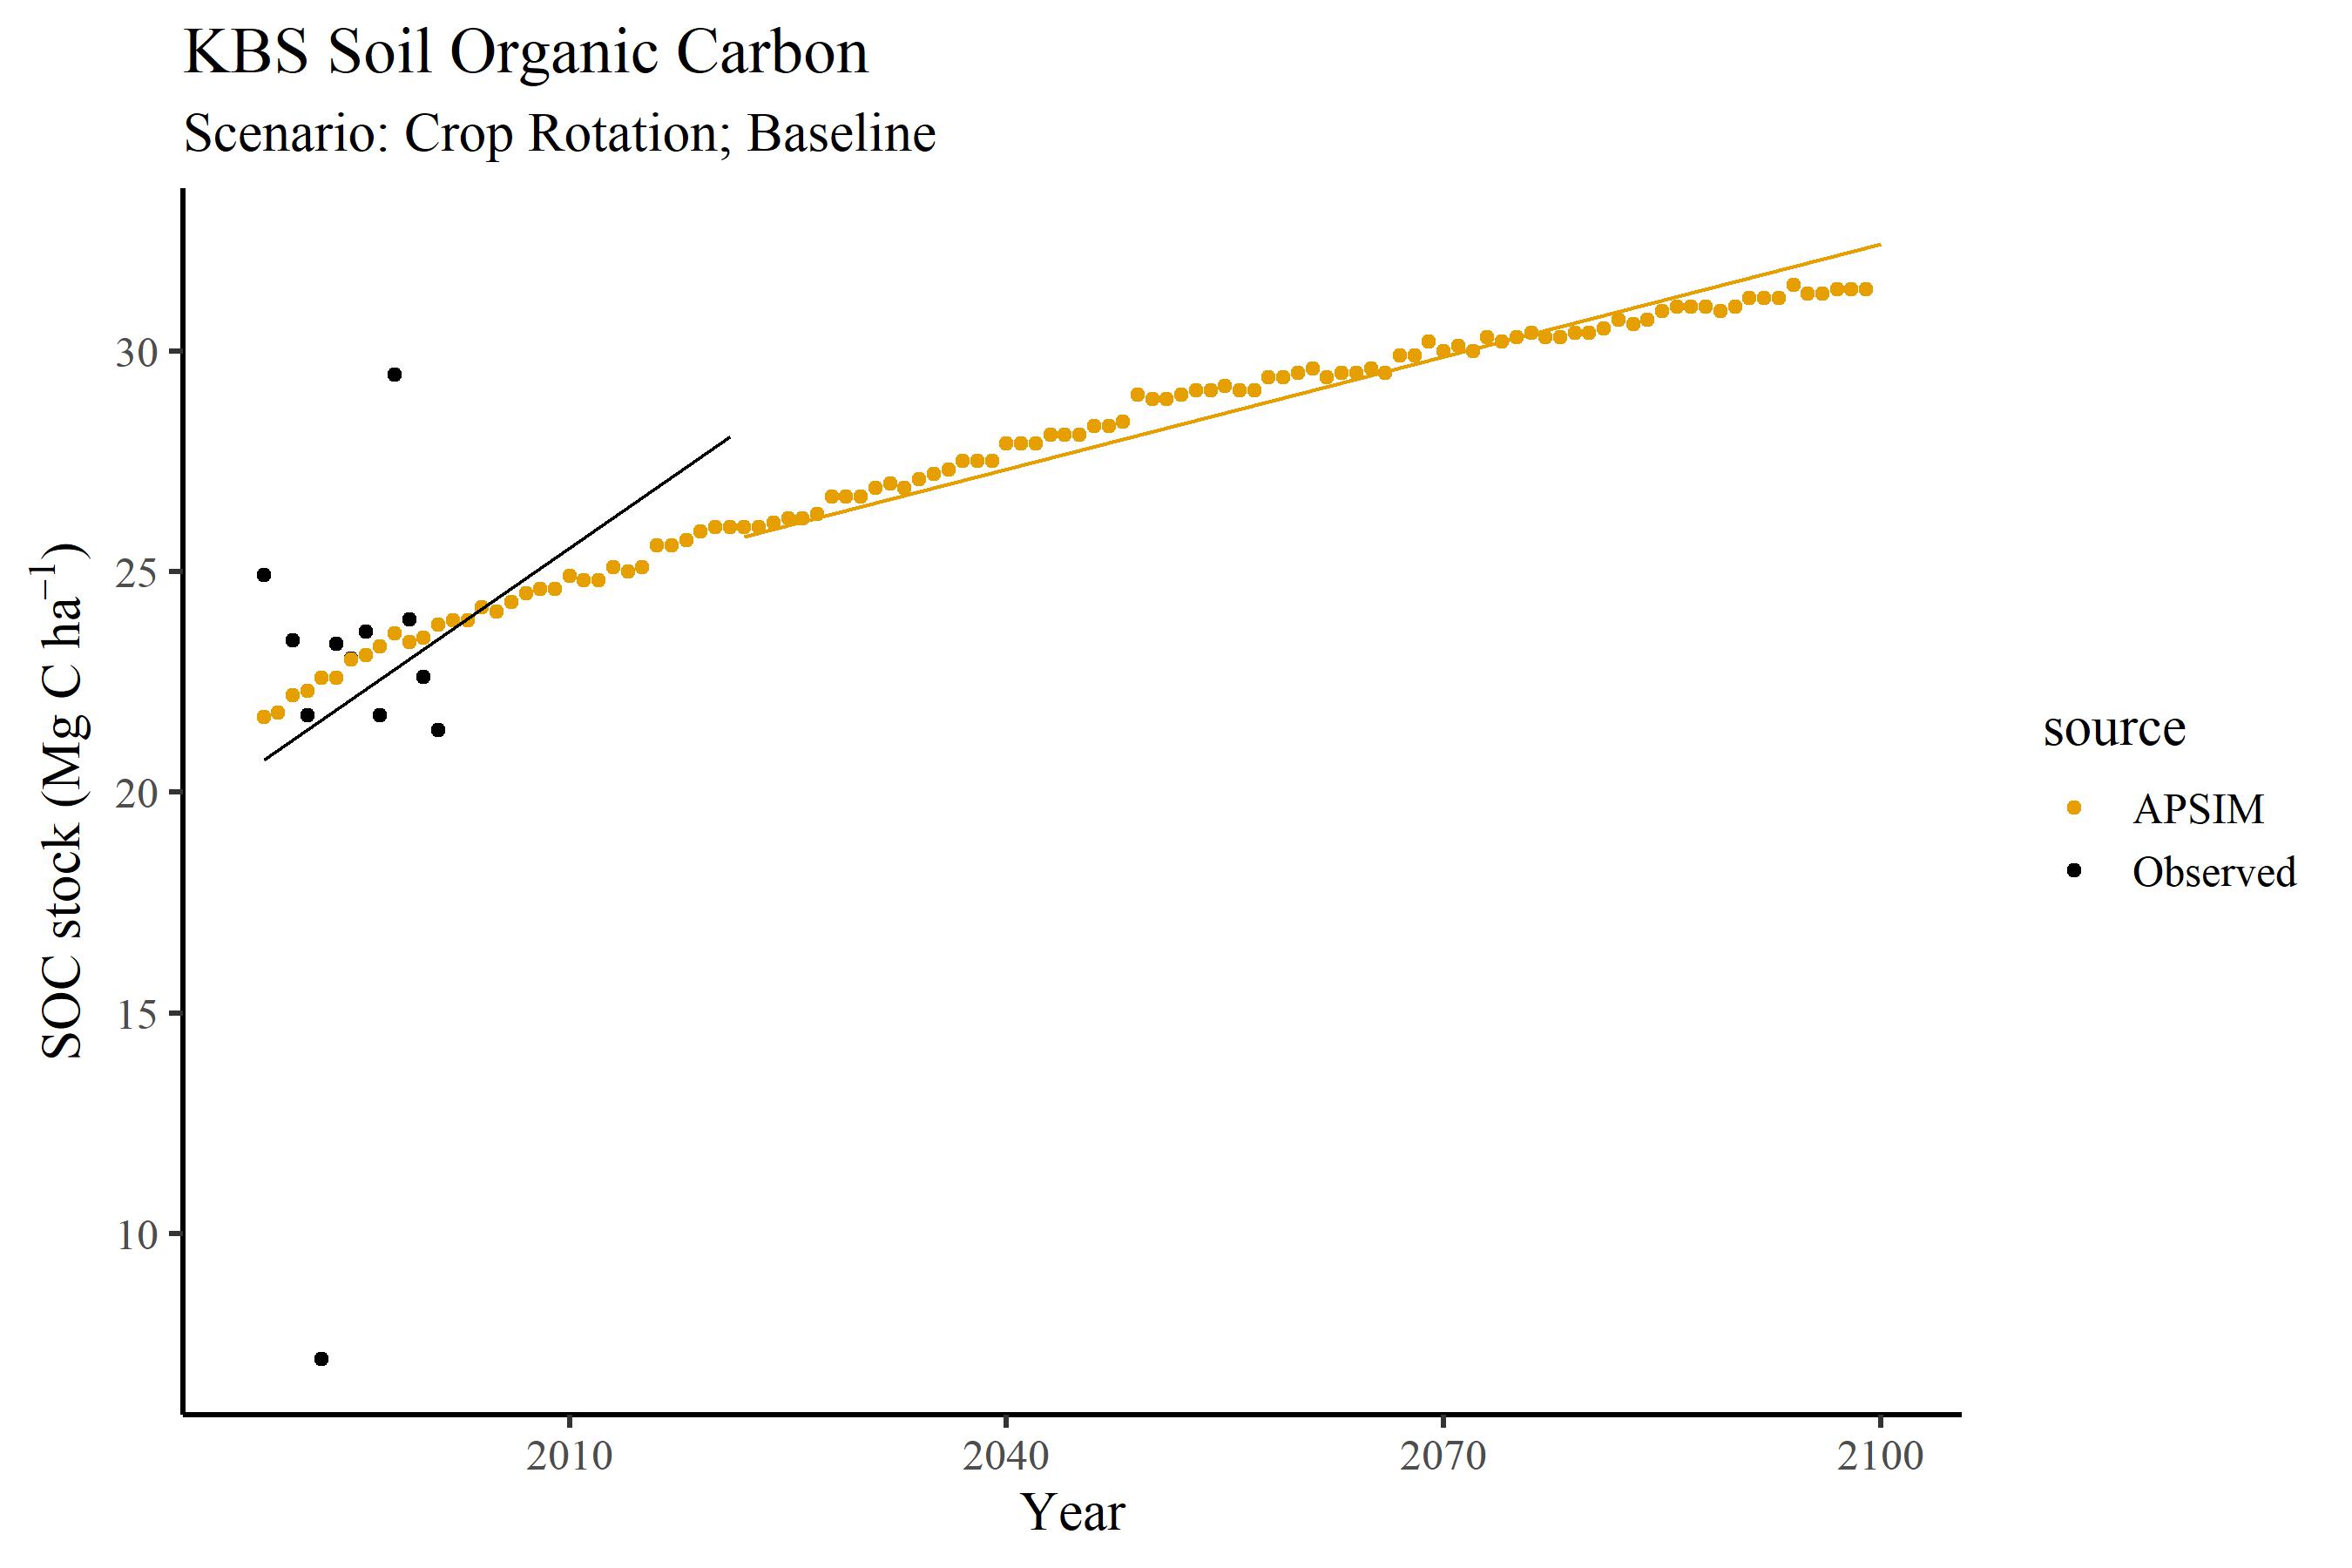 KBS Soil Organic Carbon
Scenario: Crop Rotation; Baseline
SOC stock (Mg C ha⁻¹)
30
25
20
15
10
2010
2040
2070
2100
Year
source
APSIM
Observed